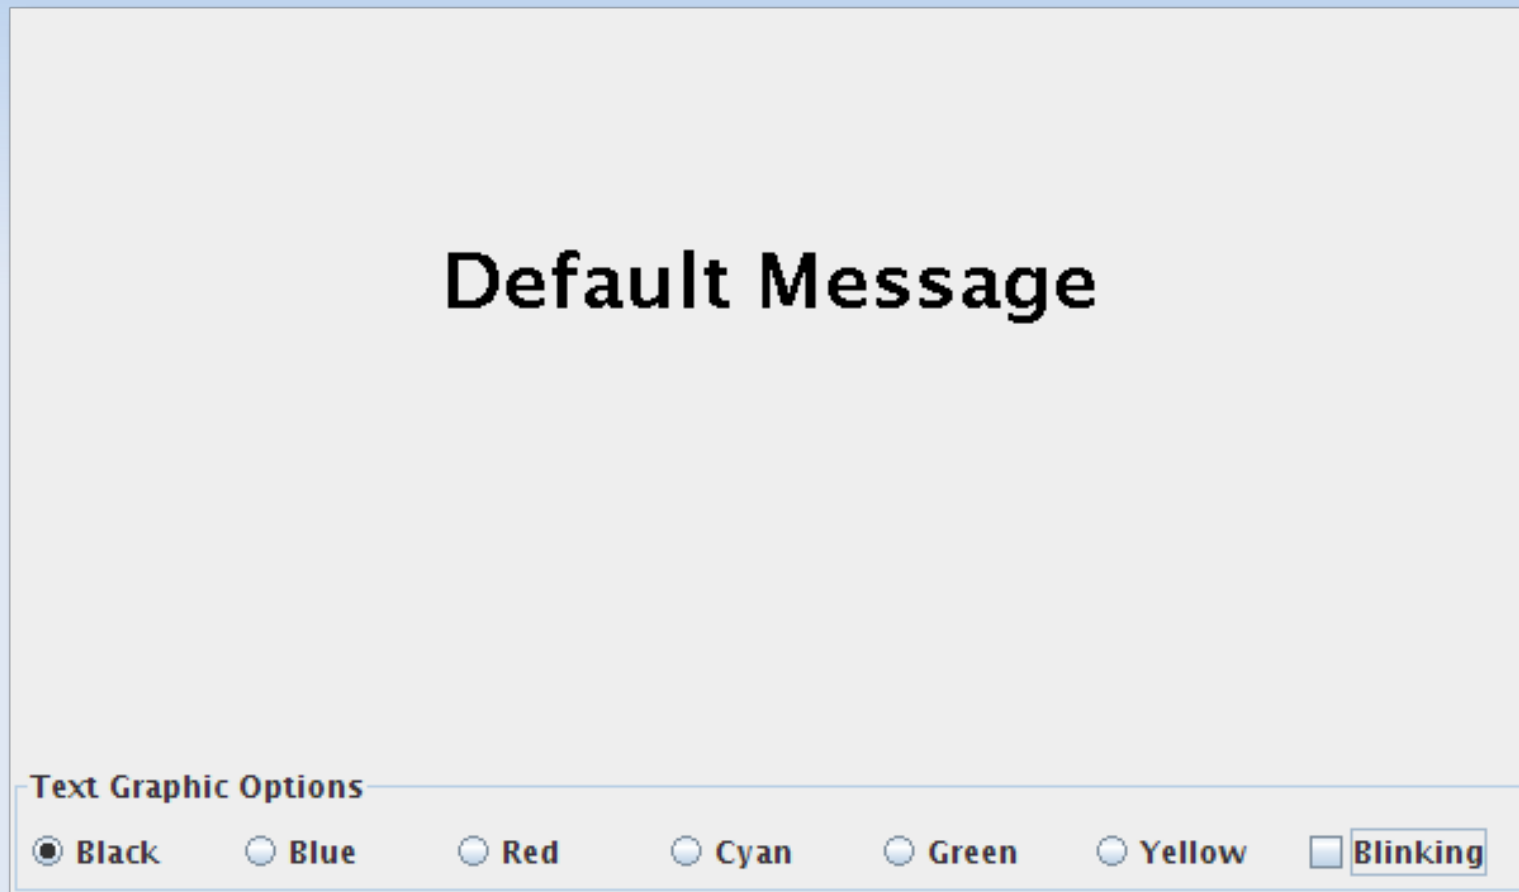 Default Message
Text Graphic Options
Black Blue Red Cyan Green Yellow Blinking